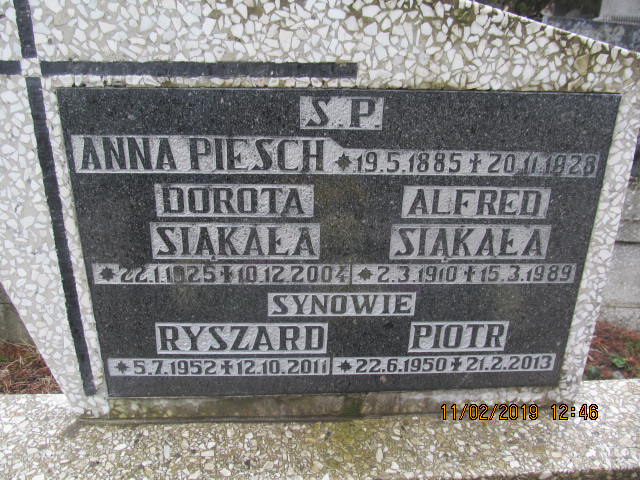 Ś.P.
ANNA PIESCH * 19.5.1885 ✝ 20.11.1928
DOROTA SIĄKAŁA
* 22.1.1925 ✝ 10.12.2004
ALFRED SIĄKAŁA
* 2.3.1910 ✝ 15.3.1989
SYNOWIE
RYSZARD
* 5.7.1952 ✝ 12.10.2011
PIOTR
* 22.6.1950 ✝ 21.2.2013
11/02/2019 12:46